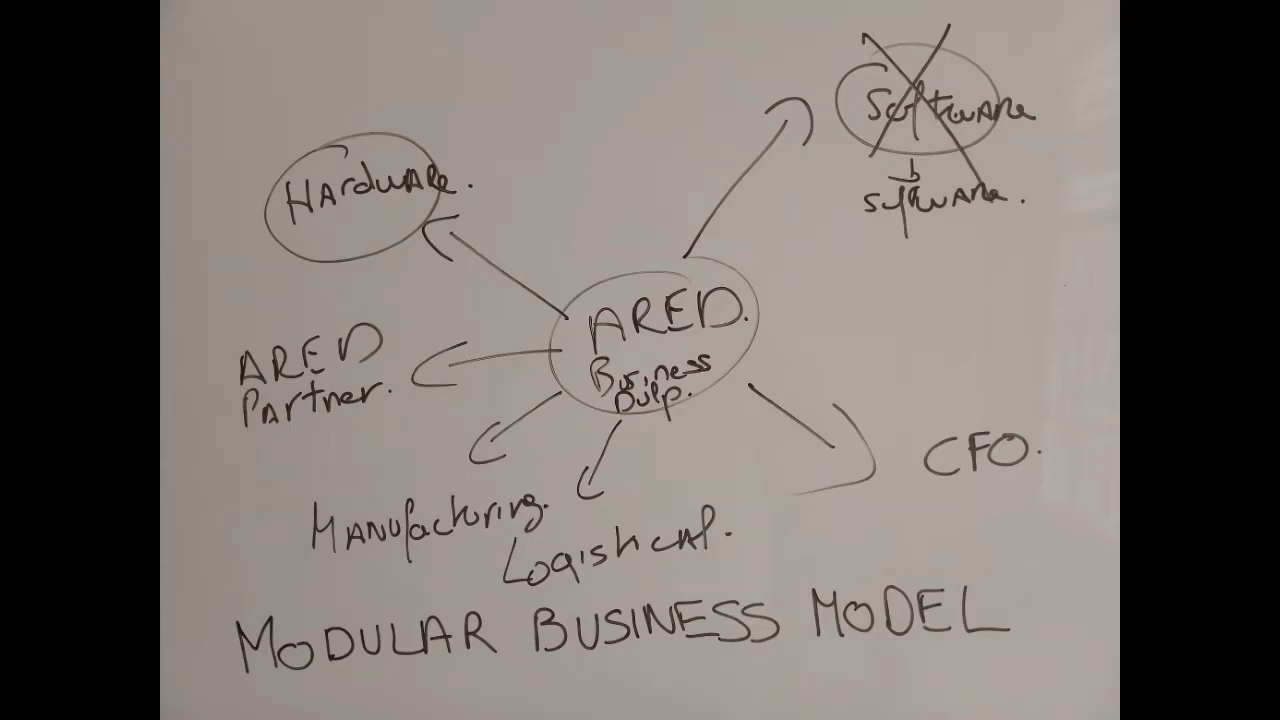 Software
Hardware.
Software.
ARED.
Business
Dulp.
ARED
Partner.
CFO.
Manufacturing.
Logistical.
MODULAR BUSINESS MODEL